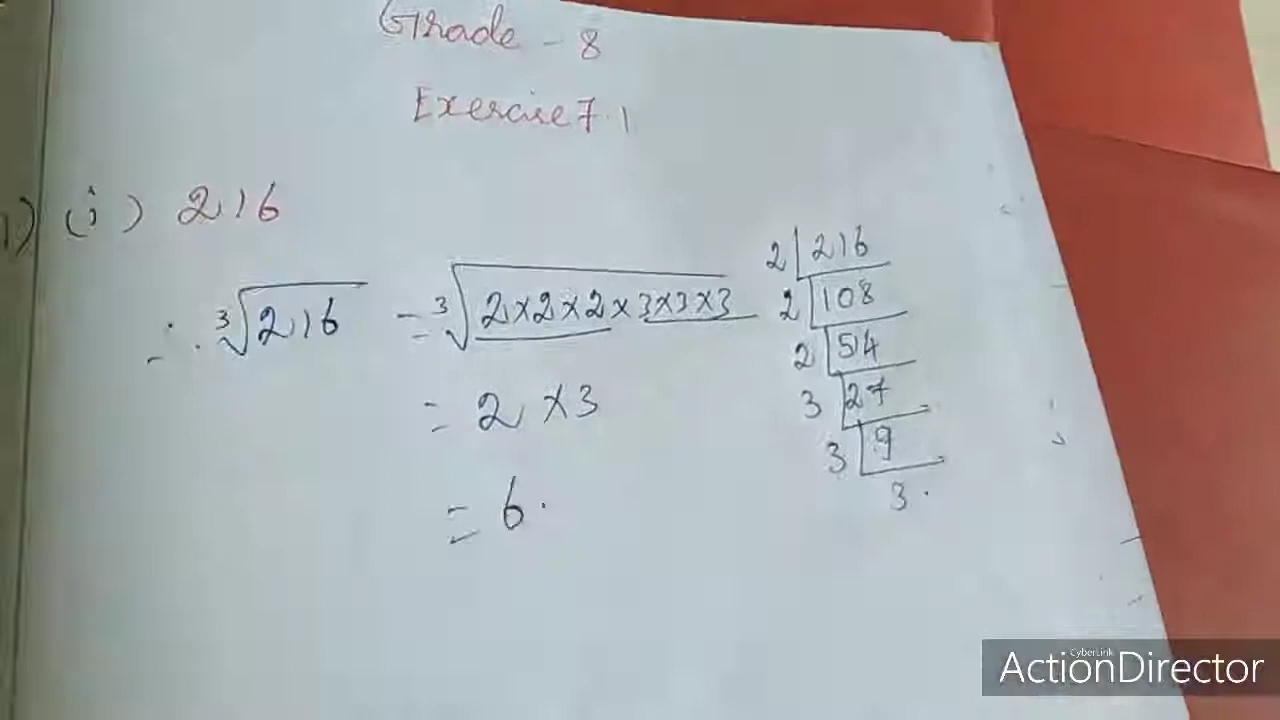 Grade - 8
Exercise 7.1
1) (i) 216
∴ ∛216 = ∛2×2×2×3×3×3
= 2 × 3
= 6.
2 | 216
2 | 108
2 | 54
3 | 27
3 | 9
3.
CyberLink
ActionDirector